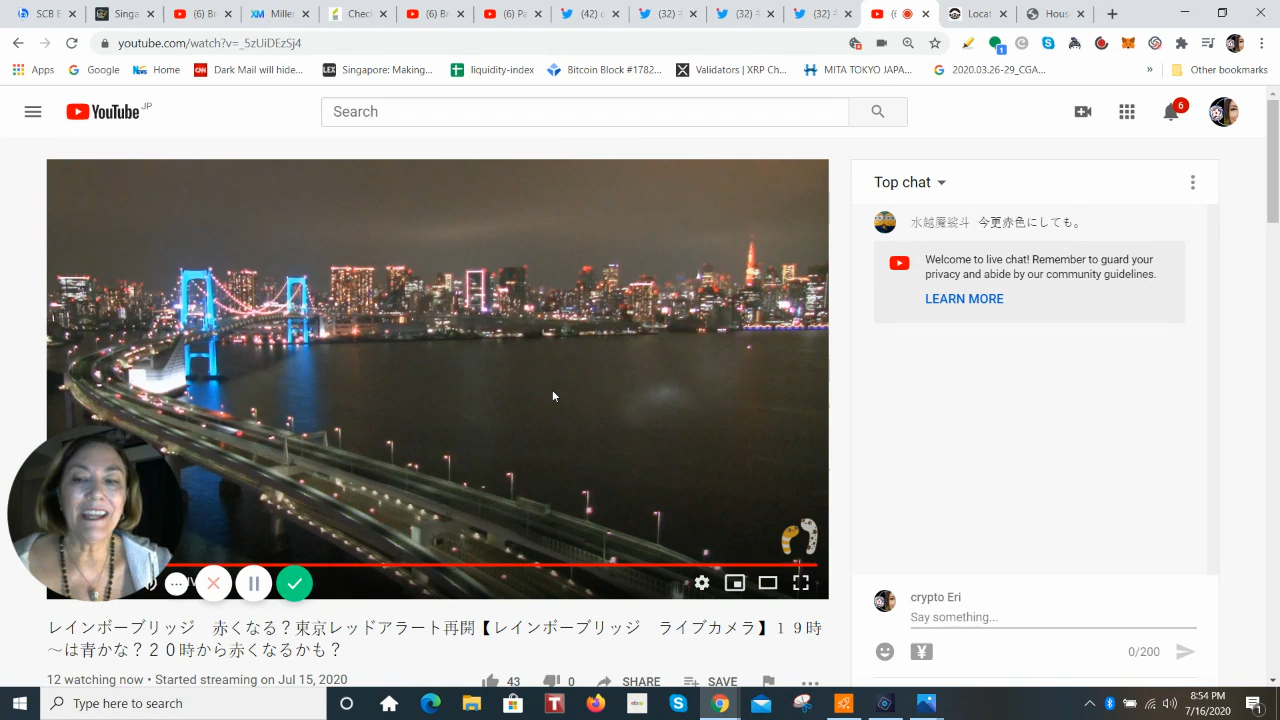 SCB E
Singa
(6) Br
Miller
Chec
(6) Br
(6) Pa
(42) c
(32) #
(32) #
(32) #
Locat
Hous
youtube.com/watch?v=_5zUiDEzSj4
Apps
Google
Home
Dark Mail will hide...
Singapore: Making...
liquidity-index
Bitcoin Block #1782...
Validators | XRP Ch...
MITA TOKYO JAPA...
2020.03.26-29_CGA...
Other bookmarks
YouTube JP
Search
6
Top chat
水越魔裟斗 今更赤色にしても。
Welcome to live chat! Remember to guard your
privacy and abide by our community guidelines.
LEARN MORE
crypto Eri
Say something...
0/200
レインボーブリッジ　赤くなる？東京レッドアラート再開【レインボーブリッジ　ライブカメラ】１９時
～は青かな？２０時から赤くなるかも？
12 watching now • Started streaming on Jul 15, 2020
43
0
SHARE
SAVE
Type here to search
8:54 PM
7/16/2020